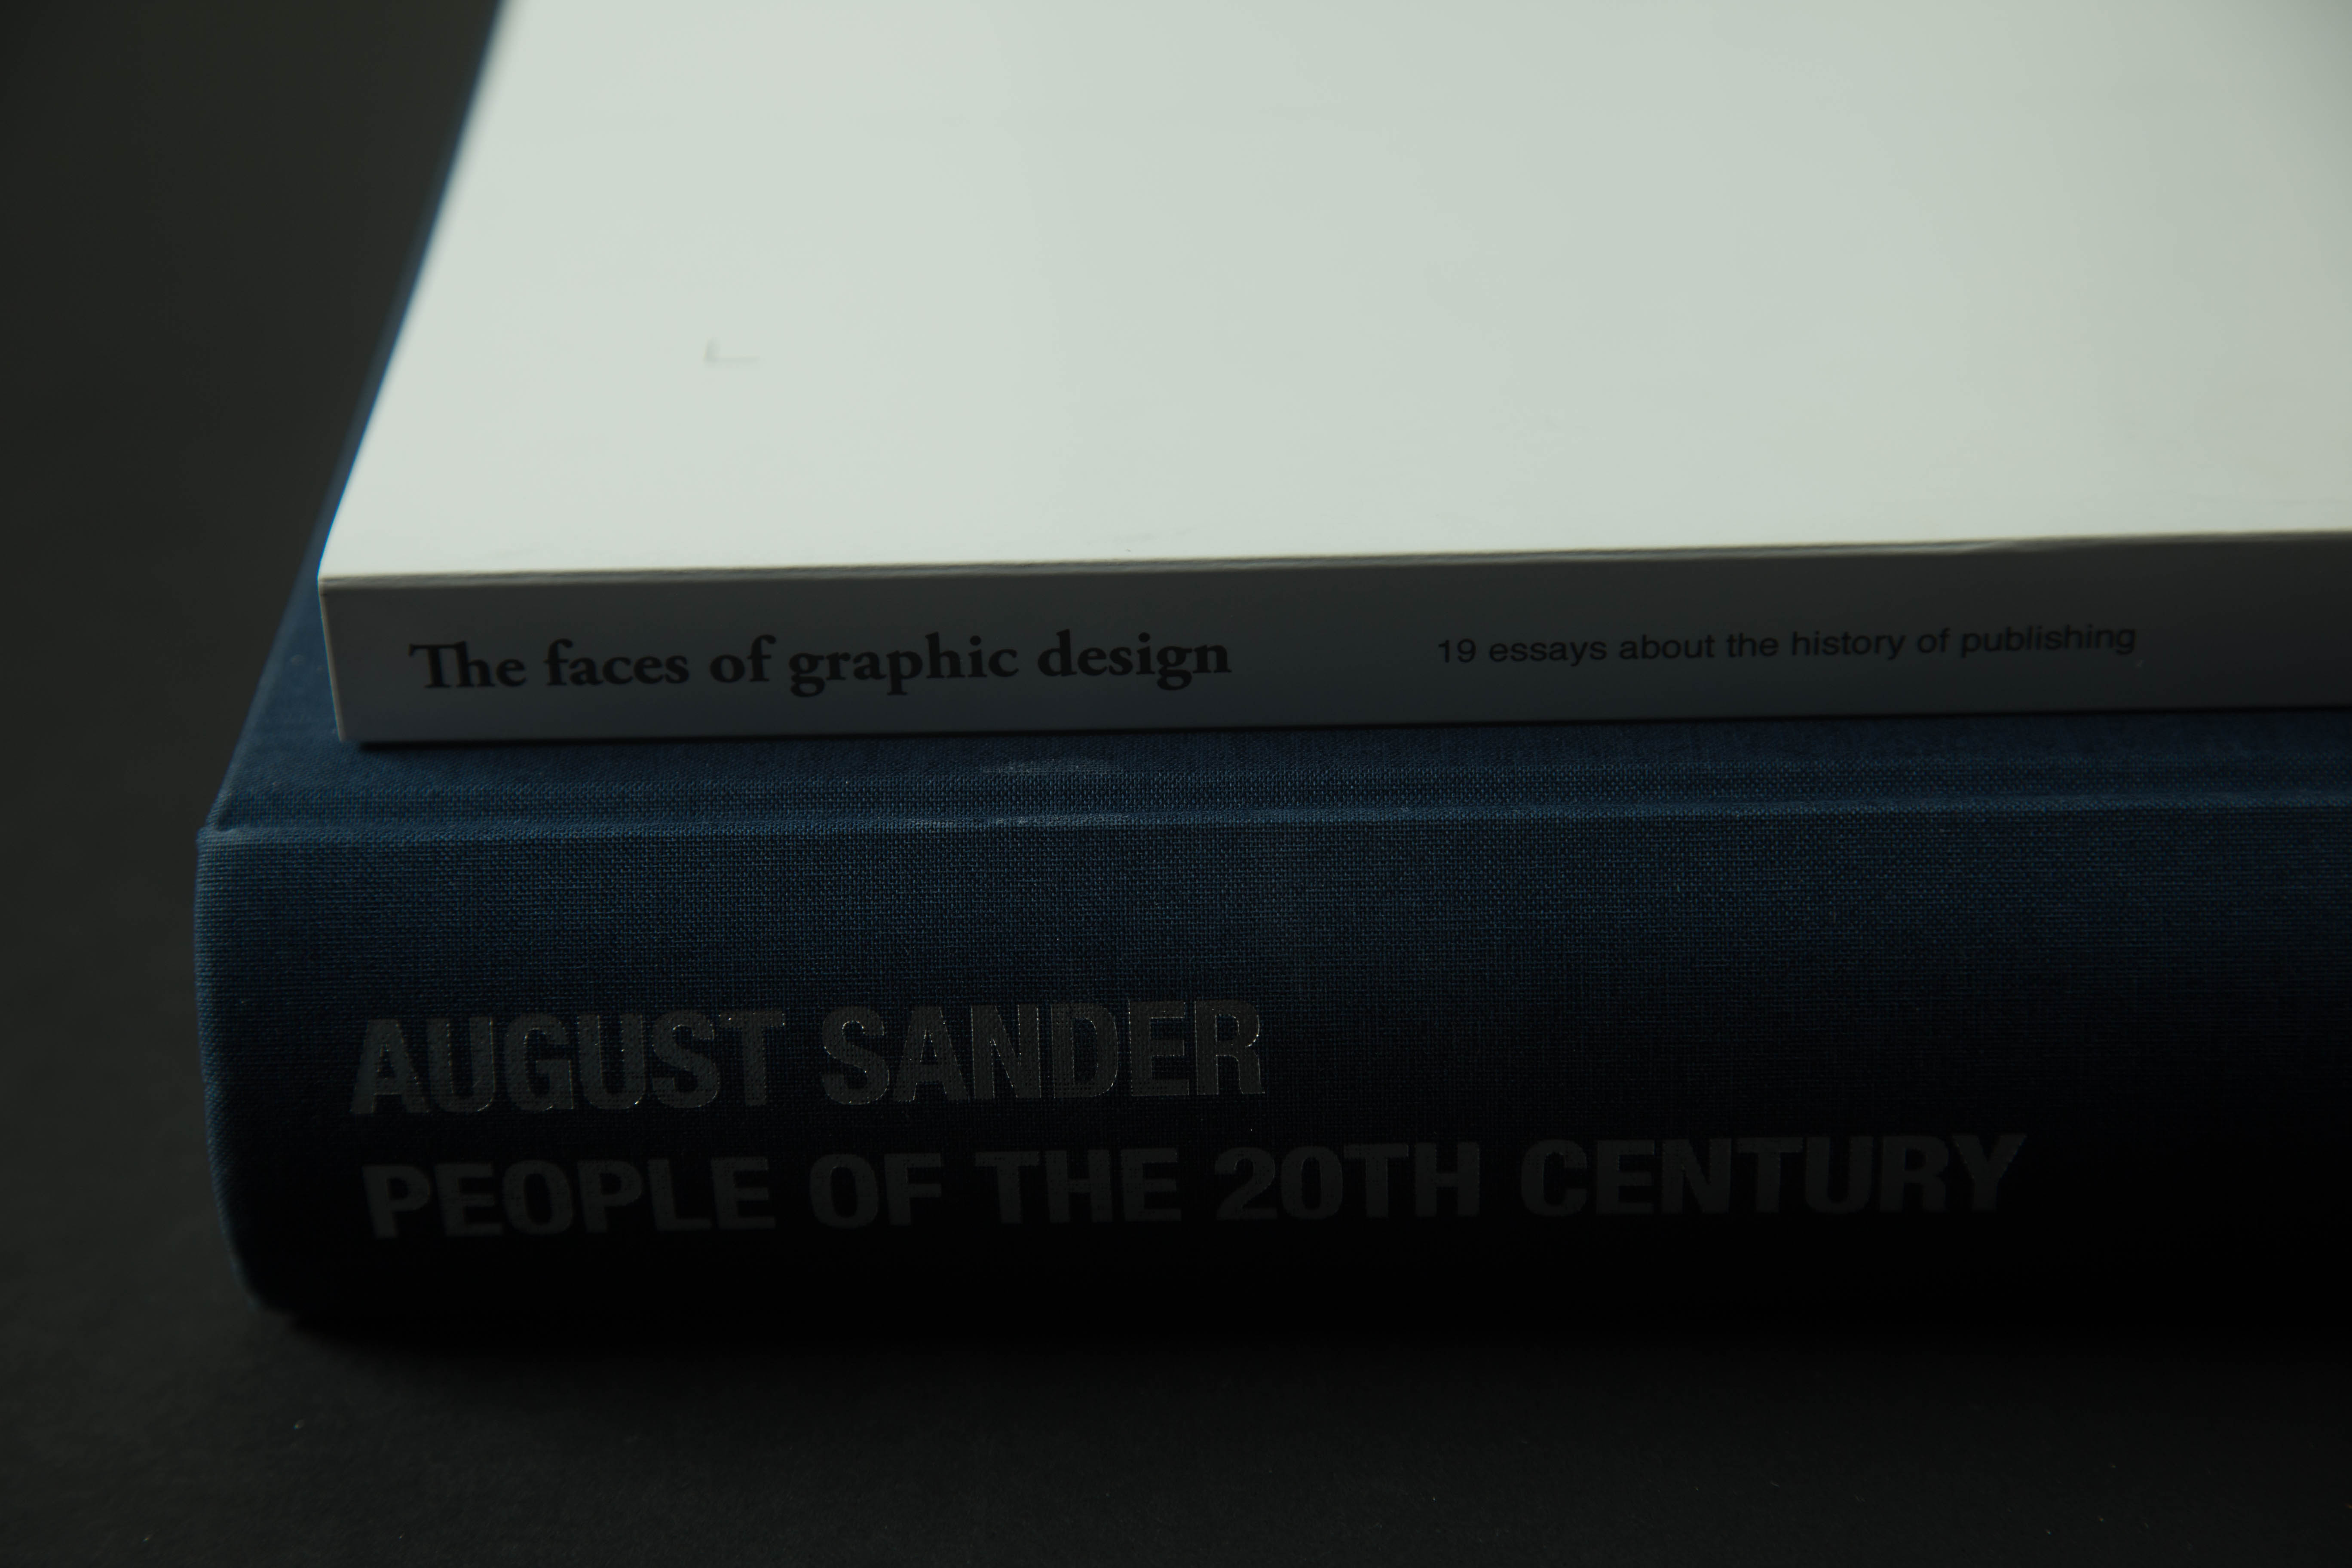 The faces of graphic design 19 essays about the history of publishing
AUGUST SANDER
PEOPLE OF THE 20TH CENTURY